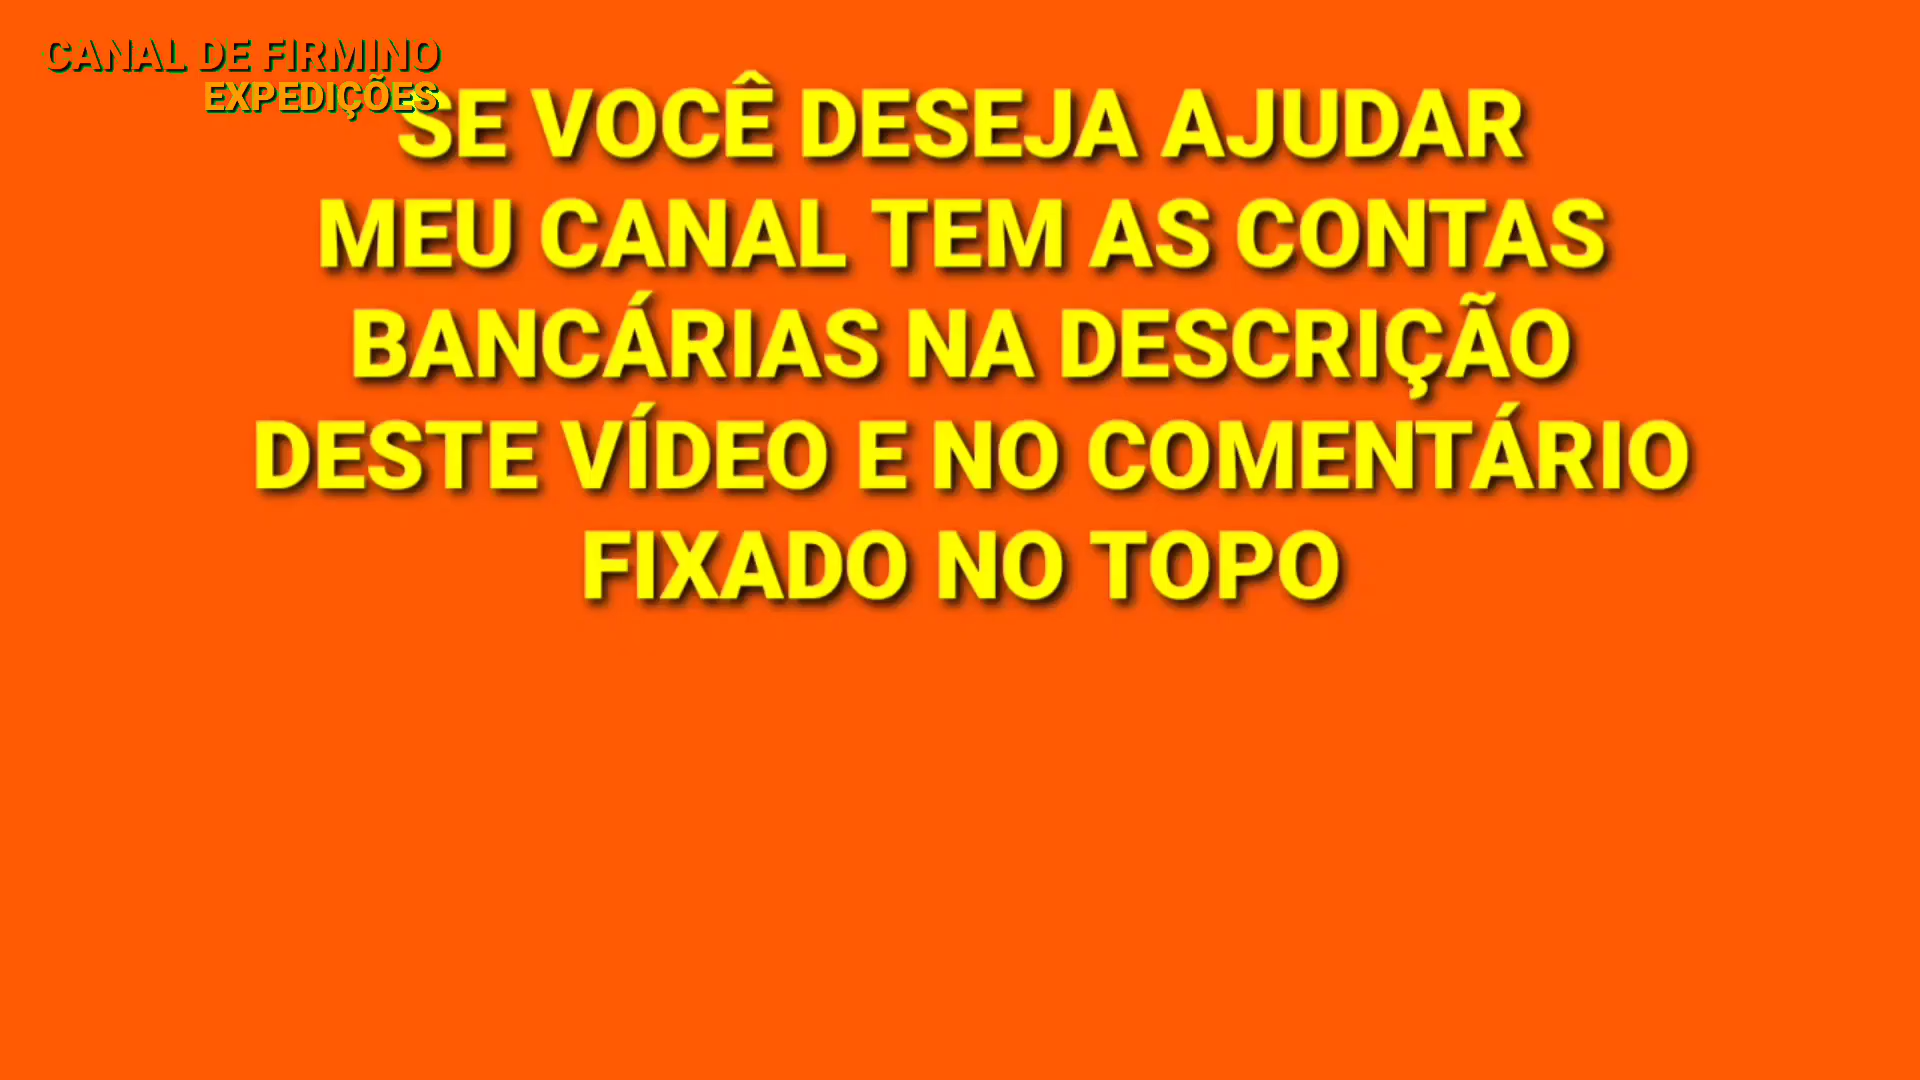 CANAL DE FIRMINO
EXPEDIÇÕES
SE VOCÊ DESEJA AJUDAR
MEU CANAL TEM AS CONTAS
BANCÁRIAS NA DESCRIÇÃO
DESTE VÍDEO E NO COMENTÁRIO
FIXADO NO TOPO